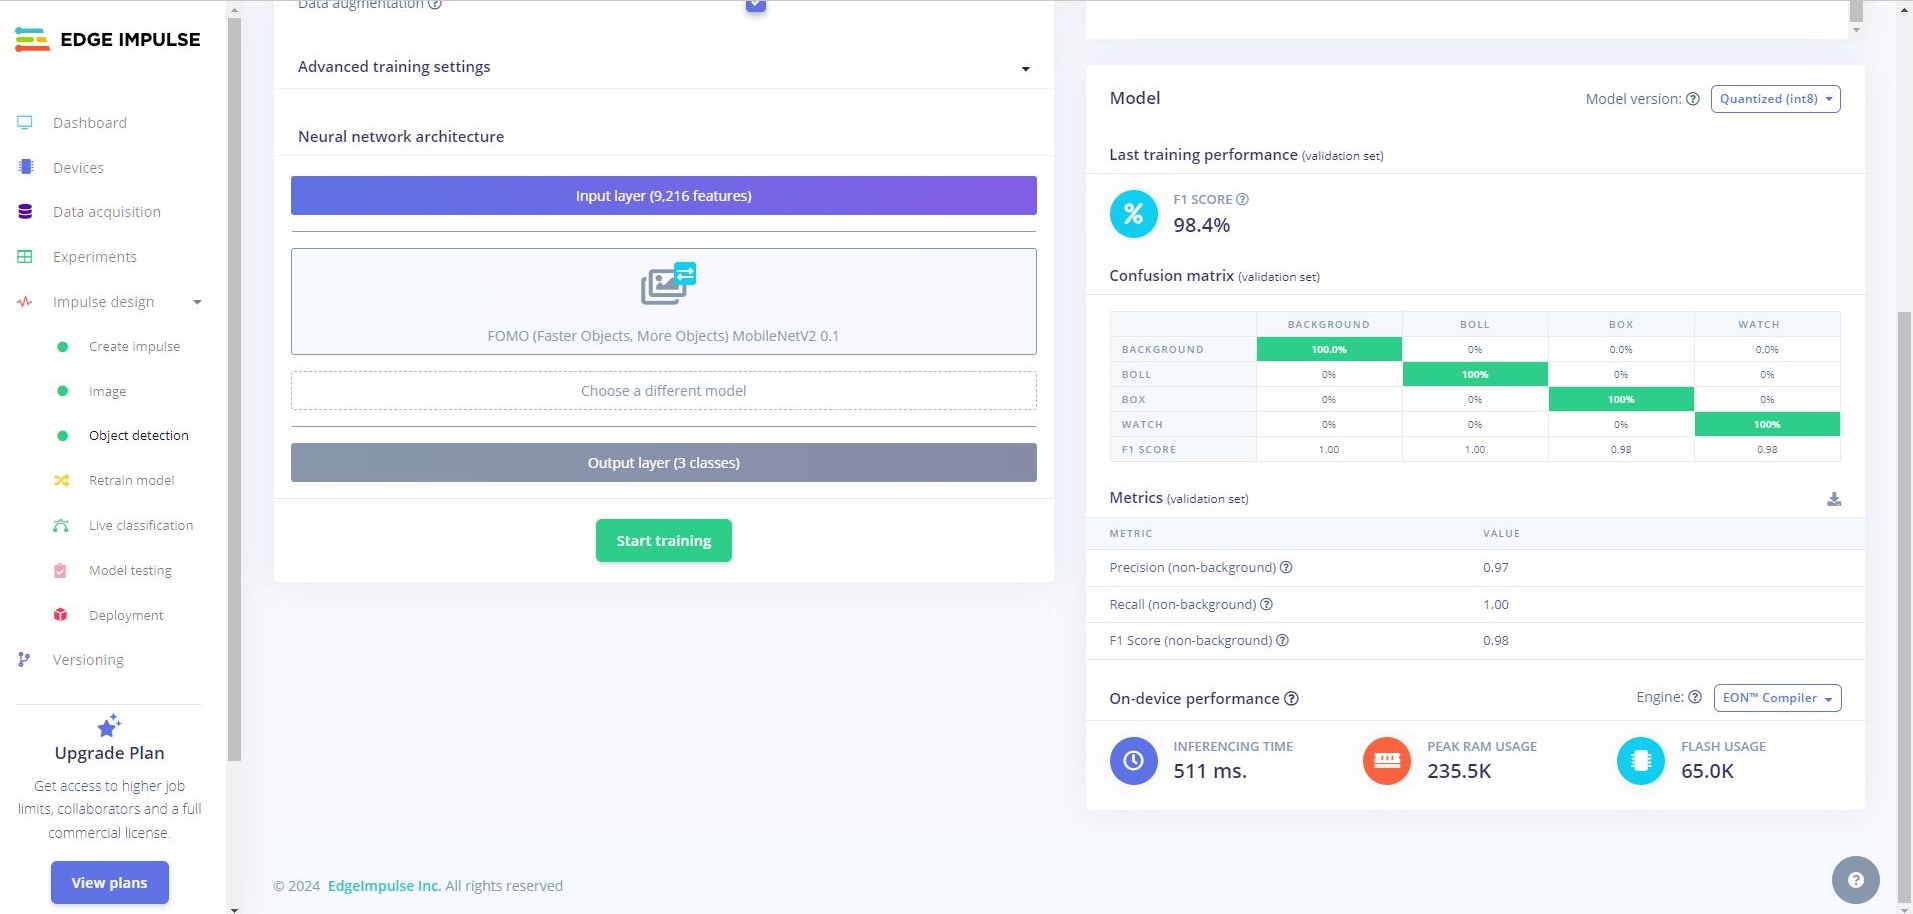 EDGE IMPULSE
Dashboard
Devices
Data acquisition
Experiments
Impulse design
Create impulse
Image
Object detection
Retrain model
Live classification
Model testing
Deployment
Versioning
Upgrade Plan
Get access to higher job
limits, collaborators and a full
commercial license.
View plans
Data augmentation ?
Advanced training settings
Neural network architecture
Input layer (9,216 features)
FOMO (Faster Objects, More Objects) MobileNetV2 0.1
Choose a different model
Output layer (3 classes)
Start training
Model
Model version: ? Quantized (int8)
Last training performance (validation set)
%
F1 SCORE ?
98.4%
Confusion matrix (validation set)
BACKGROUND BOLL BOX WATCH
BACKGROUND 100.0% 0% 0.0% 0.0%
BOLL 0% 100% 0% 0%
BOX 0% 0% 100% 0%
WATCH 0% 0% 0% 100%
F1 SCORE 1.00 1.00 0.98 0.98
Metrics (validation set)
METRIC VALUE
Precision (non-background) ? 0.97
Recall (non-background) ? 1.00
F1 Score (non-background) ? 0.98
On-device performance ? Engine: ? EON™ Compiler
INFERENCING TIME
511 ms.
PEAK RAM USAGE
235.5K
FLASH USAGE
65.0K
© 2024 EdgeImpulse Inc. All rights reserved
?